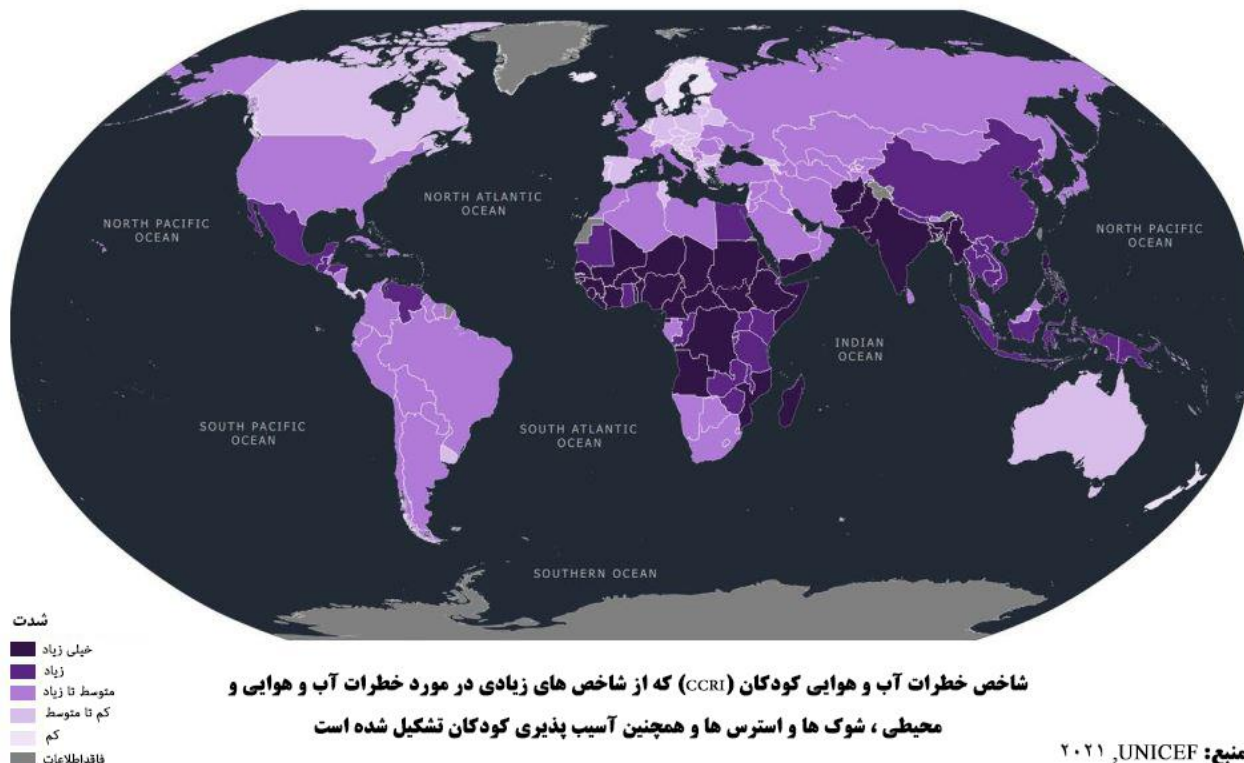 NORTH ATLANTIC
OCEAN
NORTH PACIFIC
OCEAN
NORTH PACIFIC
OCEAN
INDIAN
OCEAN
SOUTH PACIFIC
OCEAN
SOUTH ATLANTIC
OCEAN
SOUTHERN OCEAN
شدت
خیلی زیاد
زیاد
متوسط تا زیاد
کم تا متوسط
کم
فاقداطلاعات
شاخص خطرات آب و هوایی کودکان (CCRI) که از شاخص های زیادی در مورد خطرات آب و هوایی و
محیطی ، شوک ها و استرس ها و همچنین آسیب پذیری کودکان تشکیل شده است
منبع: UNICEF, ۲۰۲۱